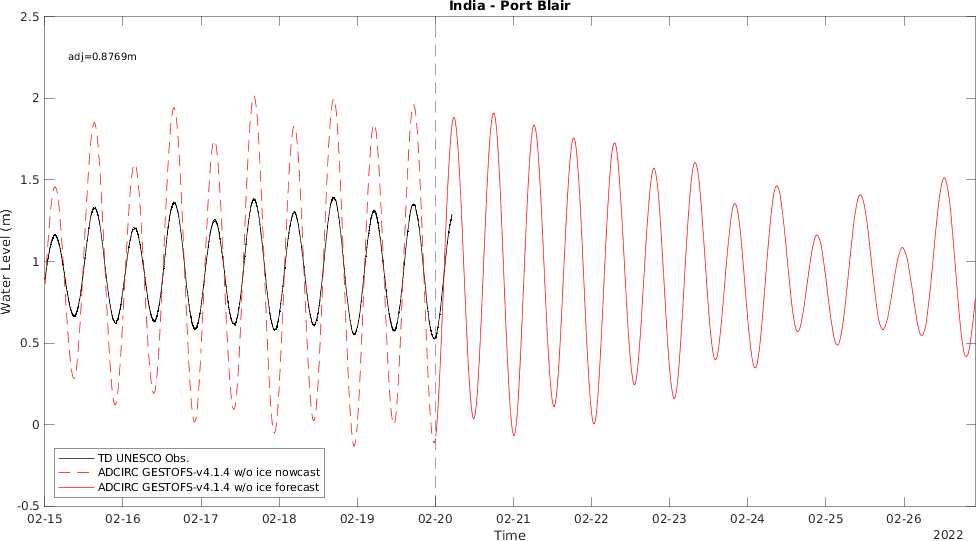 India - Port Blair
2.5
adj=0.8769m
2
1.5
1
0.5
0
-0.5
Water Level (m)
TD UNESCO Obs.
ADCIRC GESTOFS-v4.1.4 w/o ice nowcast
ADCIRC GESTOFS-v4.1.4 w/o ice forecast
02-15 02-16 02-17 02-18 02-19 02-20 02-21 02-22 02-23 02-24 02-25 02-26
Time
2022